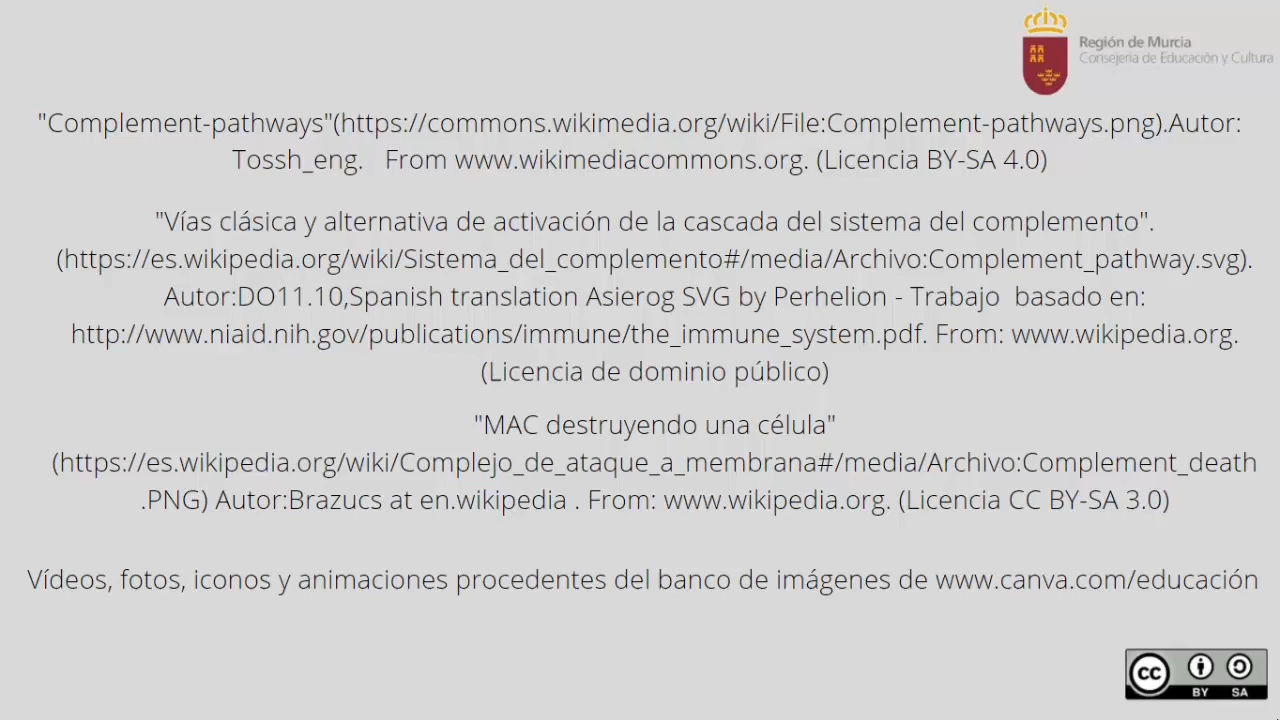 Región de Murcia
Consejería de Educación y Cultura
"Complement-pathways"(https://commons.wikimedia.org/wiki/File:Complement-pathways.png).Autor:
Tossh_eng.   From www.wikimediacommons.org. (Licencia BY-SA 4.0)
"Vías clásica y alternativa de activación de la cascada del sistema del complemento".
(https://es.wikipedia.org/wiki/Sistema_del_complemento#/media/Archivo:Complement_pathway.svg).
Autor:DO11.10,Spanish translation Asierog SVG by Perhelion - Trabajo  basado en:
http://www.niaid.nih.gov/publications/immune/the_immune_system.pdf. From: www.wikipedia.org.
(Licencia de dominio público)
"MAC destruyendo una célula"
(https://es.wikipedia.org/wiki/Complejo_de_ataque_a_membrana#/media/Archivo:Complement_death
.PNG) Autor:Brazucs at en.wikipedia . From: www.wikipedia.org. (Licencia CC BY-SA 3.0)
Vídeos, fotos, iconos y animaciones procedentes del banco de imágenes de www.canva.com/educación
cc
BY SA